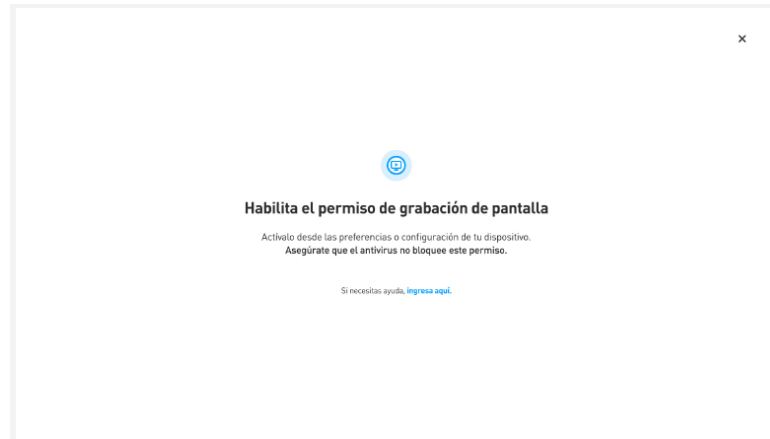 Habilita el permiso de grabación de pantalla
Actívalo desde las preferencias o configuración de tu dispositivo.
Asegúrate que el antivirus no bloquee este permiso.
Si necesitas ayuda, ingresa aquí.